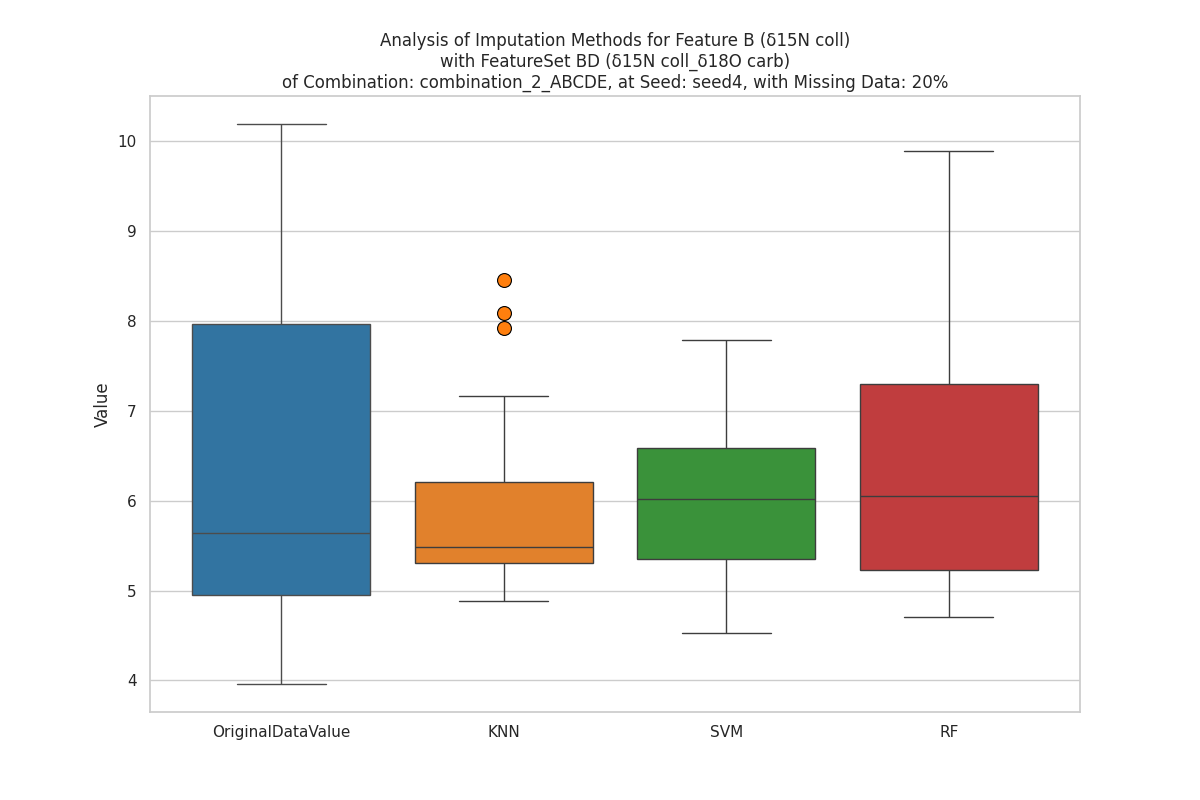 Analysis of Imputation Methods for Feature B (δ15N coll)
with FeatureSet BD (δ15N coll_δ18O carb)
of Combination: combination_2_ABCDE, at Seed: seed4, with Missing Data: 20%
10
9
8
7
6
5
4
Value
OriginalDataValue
KNN
SVM
RF